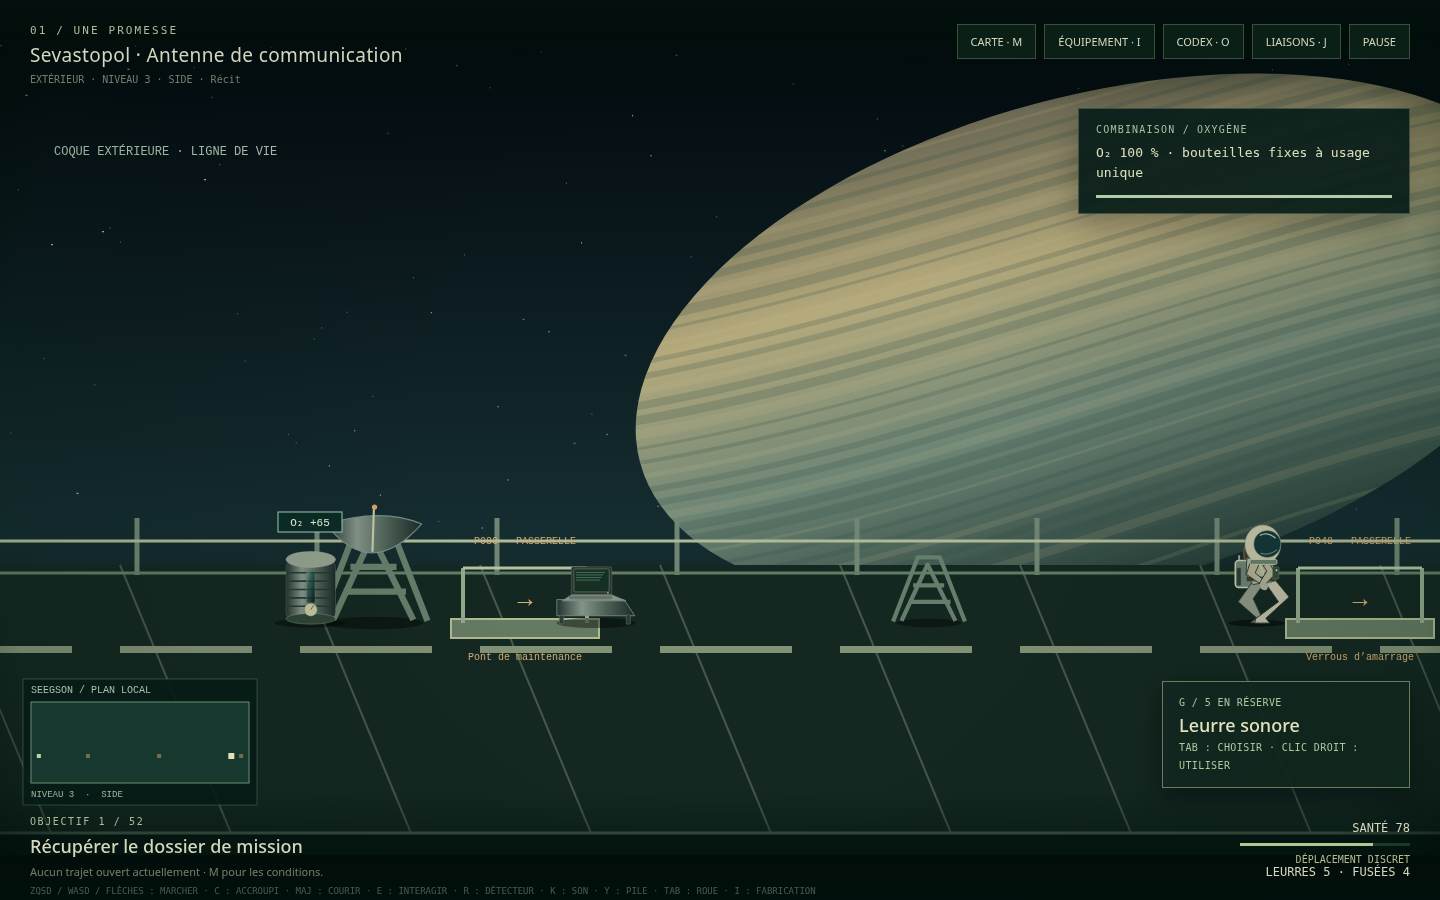 01 / UNE PROMESSE
Sevastopol · Antenne de communication
EXTÉRIEUR · NIVEAU 3 · SIDE · Récit
CARTE · M
ÉQUIPEMENT · I
CODEX · O
LIAISONS · J
PAUSE
COMBINAISON / OXYGÈNE
O₂ 100 % · bouteilles fixes à usage
unique
COQUE EXTÉRIEURE · LIGNE DE VIE
O₂ +65
PASSERELLE
→
Pont de maintenance
PASSERELLE
→
Verrous d’amarrage
SEEGSON / PLAN LOCAL
NIVEAU 3 · SIDE
G / 5 EN RÉSERVE
Leurre sonore
TAB : CHOISIR · CLIC DROIT :
UTILISER
OBJECTIF 1 / 52
Récupérer le dossier de mission
Aucun trajet ouvert actuellement · M pour les conditions.
ZQSD / WASD / FLÈCHES : MARCHER · C : ACCROUPI · MAJ : COURIR · E : INTERAGIR · R : DÉTECTEUR · K : SON · Y : PILE · TAB : ROUE · I : FABRICATION
SANTÉ 78
DÉPLACEMENT DISCRET
LEURRES 5 · FUSÉES 4